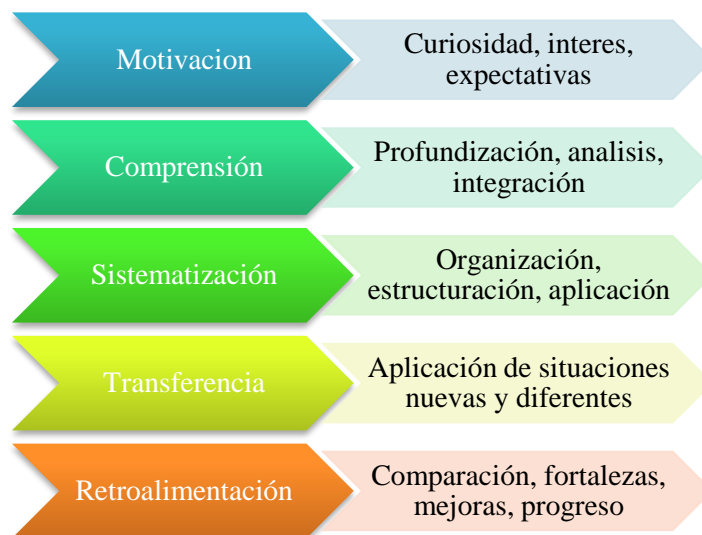 Motivacion
Curiosidad, interes,
expectativas
Comprensión
Profundización, analisis,
integración
Sistematización
Organización,
estructuración, aplicación
Transferencia
Aplicación de situaciones
nuevas y diferentes
Retroalimentación
Comparación, fortalezas,
mejoras, progreso